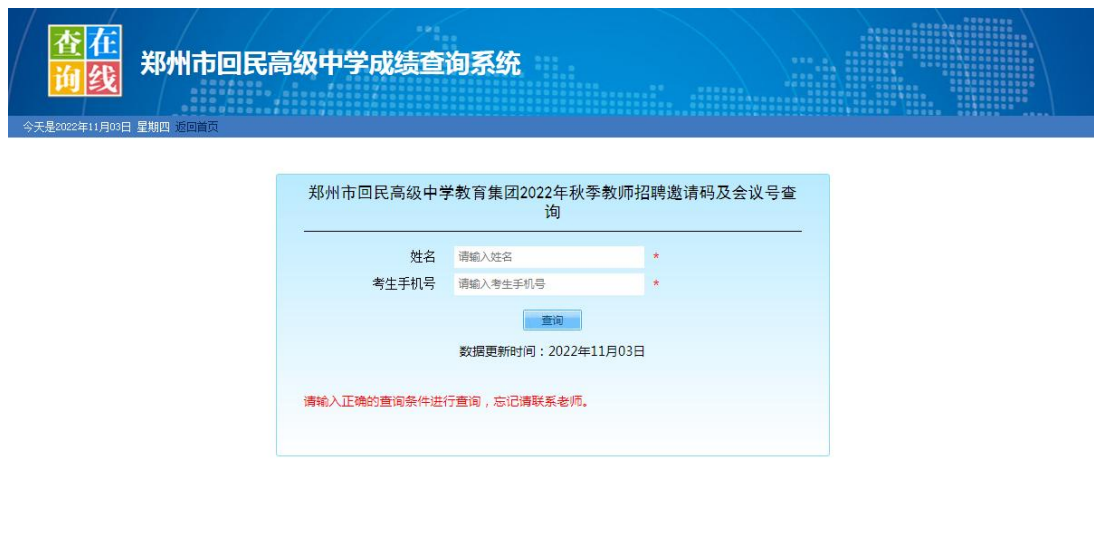 在线查询
郑州市回民高级中学成绩查询系统
今天是2022年11月03日 星期四 返回首页
郑州市回民高级中学教育集团2022年秋季教师招聘邀请码及会议号查
询
姓名 请输入姓名 *
考生手机号 请输入考生手机号 *
查询
数据更新时间：2022年11月03日
请输入正确的查询条件进行查询，忘记请联系老师。